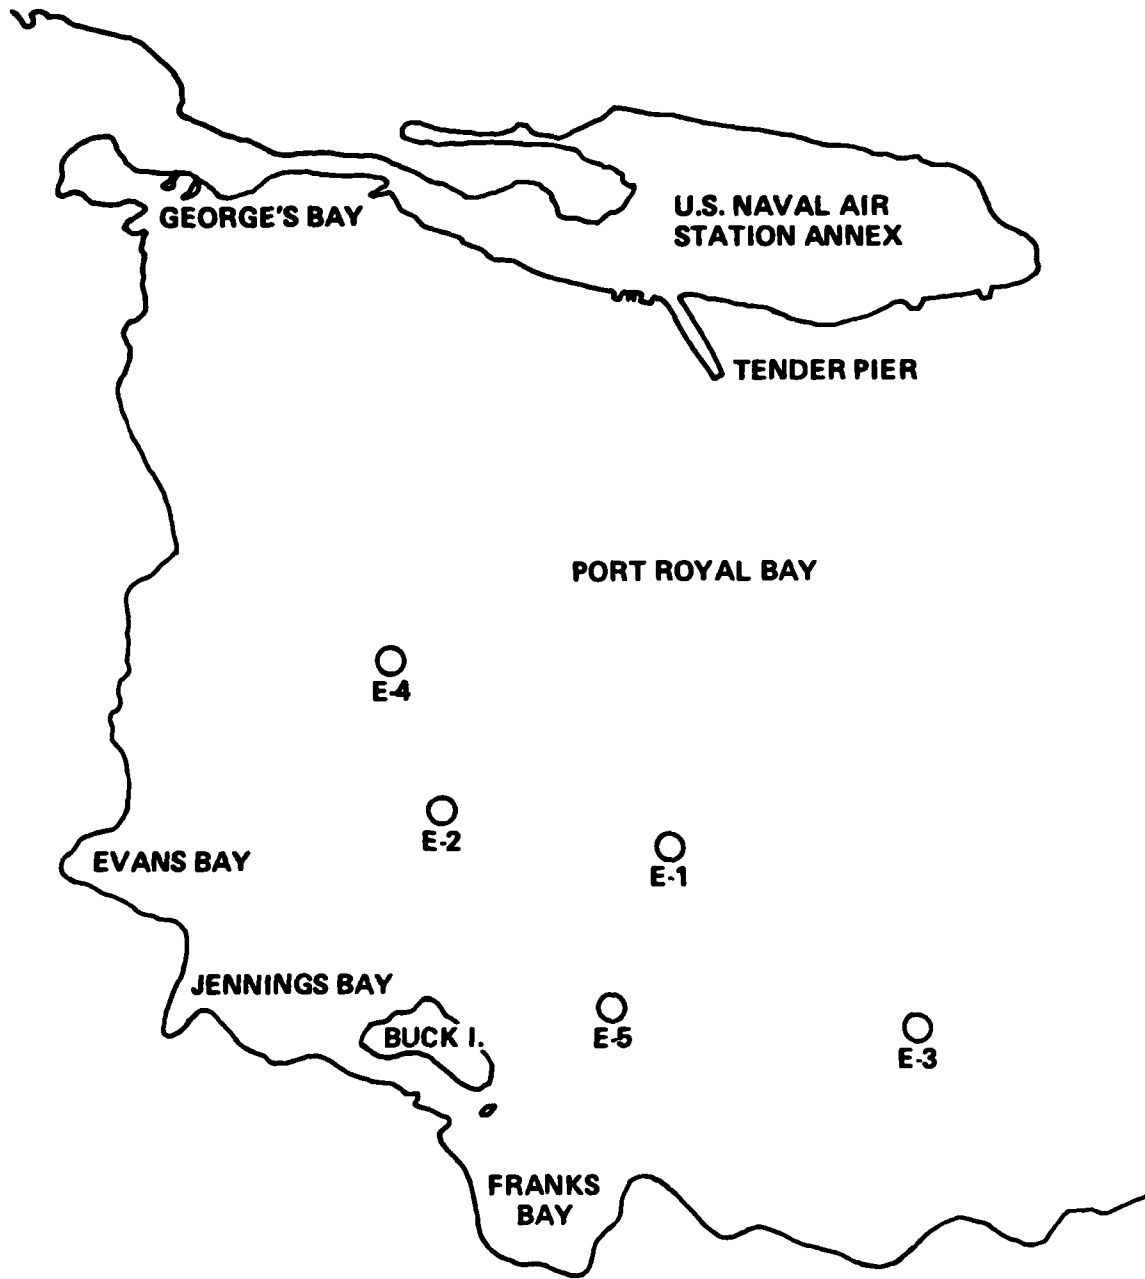 GEORGE'S BAY
U.S. NAVAL AIR
STATION ANNEX
TENDER PIER
PORT ROYAL BAY
E-4
E-2
E-1
EVANS BAY
JENNINGS BAY
BUCK I.
E-5
E-3
FRANKS
BAY